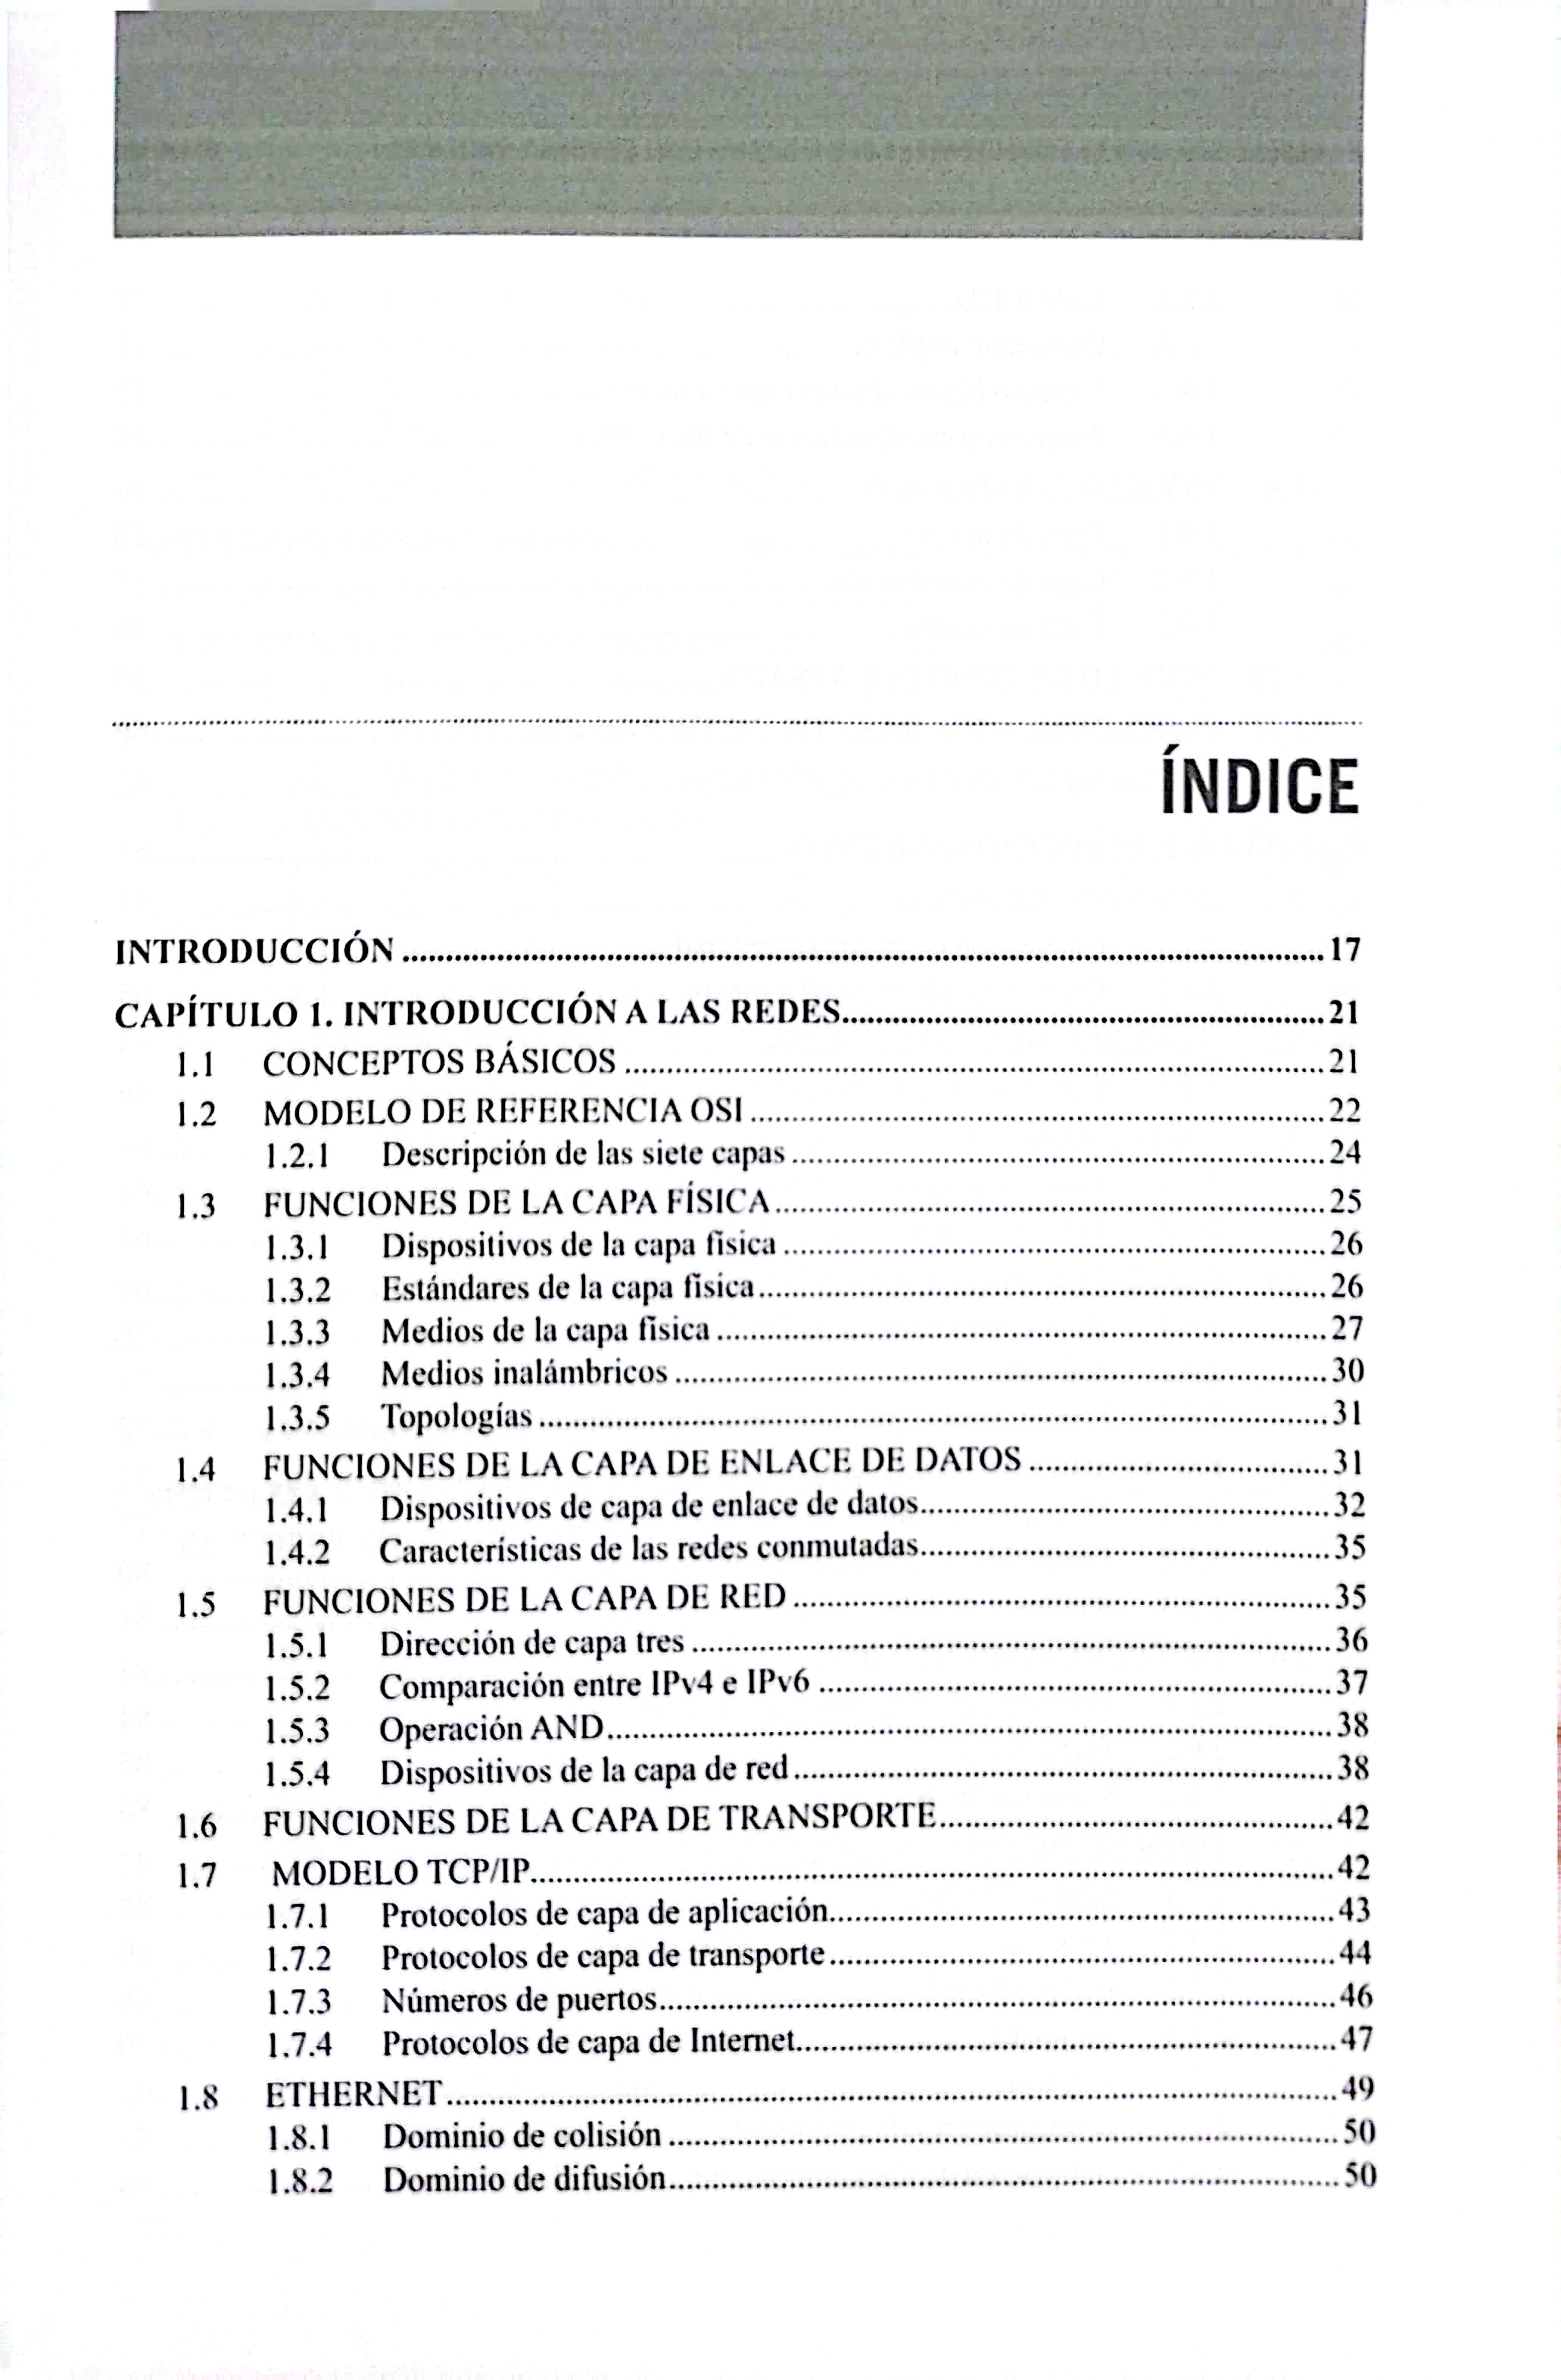 ÍNDICE
INTRODUCCIÓN ........ 17
CAPÍTULO 1. INTRODUCCIÓN A LAS REDES........ 21
1.1 CONCEPTOS BÁSICOS ........ 21
1.2 MODELO DE REFERENCIA OSI ........ 22
1.2.1 Descripción de las siete capas ........ 24
1.3 FUNCIONES DE LA CAPA FÍSICA ........ 25
1.3.1 Dispositivos de la capa física ........ 26
1.3.2 Estándares de la capa física ........ 26
1.3.3 Medios de la capa física ........ 27
1.3.4 Medios inalámbricos ........ 30
1.3.5 Topologías ........ 31
1.4 FUNCIONES DE LA CAPA DE ENLACE DE DATOS ........ 31
1.4.1 Dispositivos de capa de enlace de datos ........ 32
1.4.2 Características de las redes conmutadas ........ 35
1.5 FUNCIONES DE LA CAPA DE RED ........ 35
1.5.1 Dirección de capa tres ........ 36
1.5.2 Comparación entre IPv4 e IPv6 ........ 37
1.5.3 Operación AND ........ 38
1.5.4 Dispositivos de la capa de red ........ 38
1.6 FUNCIONES DE LA CAPA DE TRANSPORTE ........ 42
1.7 MODELO TCP/IP ........ 42
1.7.1 Protocolos de capa de aplicación ........ 43
1.7.2 Protocolos de capa de transporte ........ 44
1.7.3 Números de puertos ........ 46
1.7.4 Protocolos de capa de Internet ........ 47
1.8 ETHERNET ........ 49
1.8.1 Dominio de colisión ........ 50
1.8.2 Dominio de difusión ........ 50